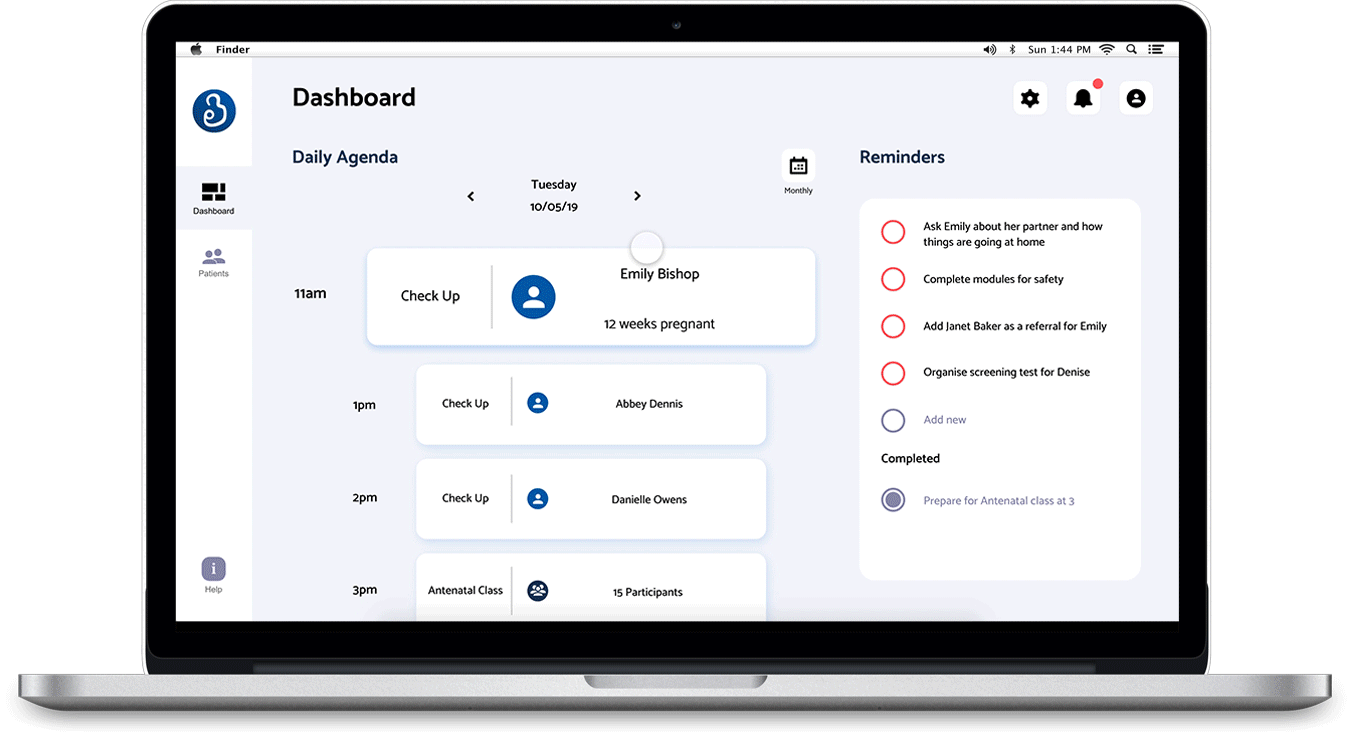 Finder
Sun 1:44 PM
Dashboard
Daily Agenda
Monthly
Tuesday
10/05/19
Dashboard
Patients
Help
11am
Check Up
Emily Bishop
12 weeks pregnant
1pm
Check Up
Abbey Dennis
2pm
Check Up
Danielle Owens
3pm
Antenatal Class
15 Participants
Reminders
Ask Emily about her partner and how
things are going at home
Complete modules for safety
Add Janet Baker as a referral for Emily
Organise screening test for Denise
Add new
Completed
Prepare for Antenatal class at 3